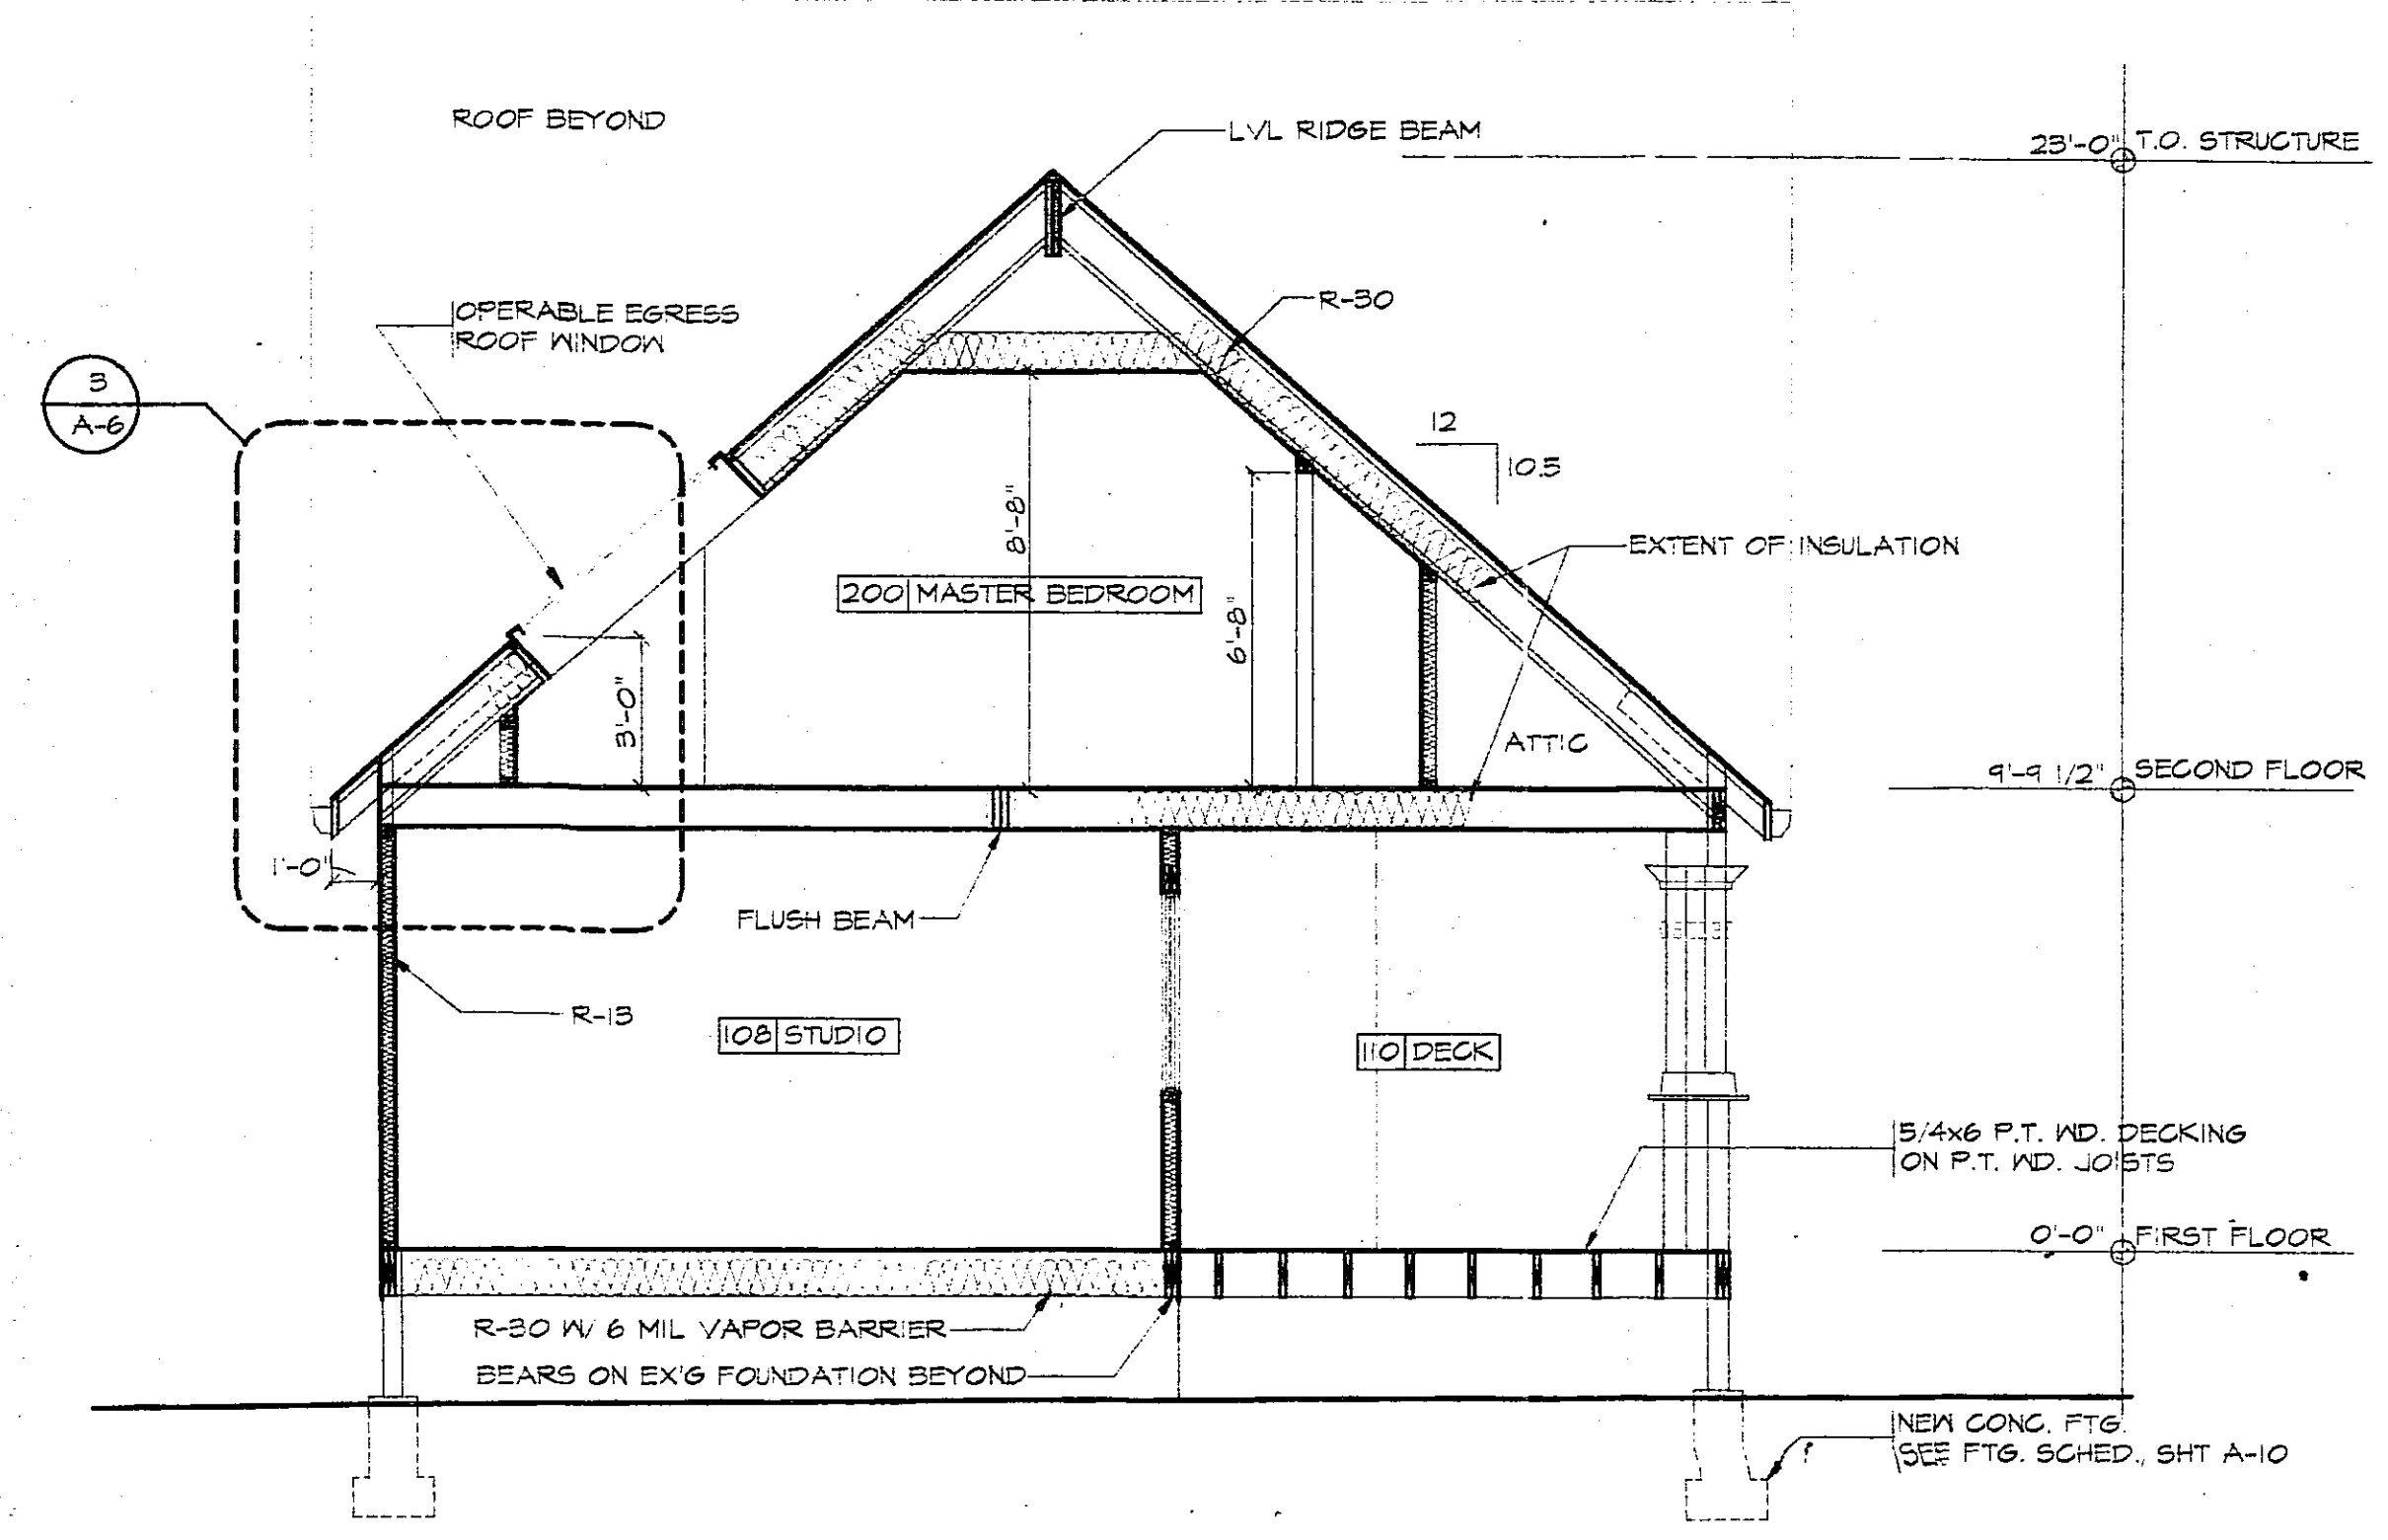 ROOF BEYOND
LVL RIDGE BEAM
23'-0" T.O. STRUCTURE
OPERABLE EGRESS
ROOF WINDOW
R-30
3
A-6
12
10.5
8'-8"
EXTENT OF INSULATION
200 MASTER BEDROOM
6'-8"
3'-0"
ATTIC
9'-9 1/2" SECOND FLOOR
1'-0"
FLUSH BEAM
R-13
108 STUDIO
110 DECK
5/4x6 P.T. WD. DECKING
ON P.T. WD. JOISTS
0'-0" FIRST FLOOR
R-30 W/ 6 MIL VAPOR BARRIER
BEARS ON EX'G FOUNDATION BEYOND
NEW CONC. FTG.
SEE FTG. SCHED., SHT A-10